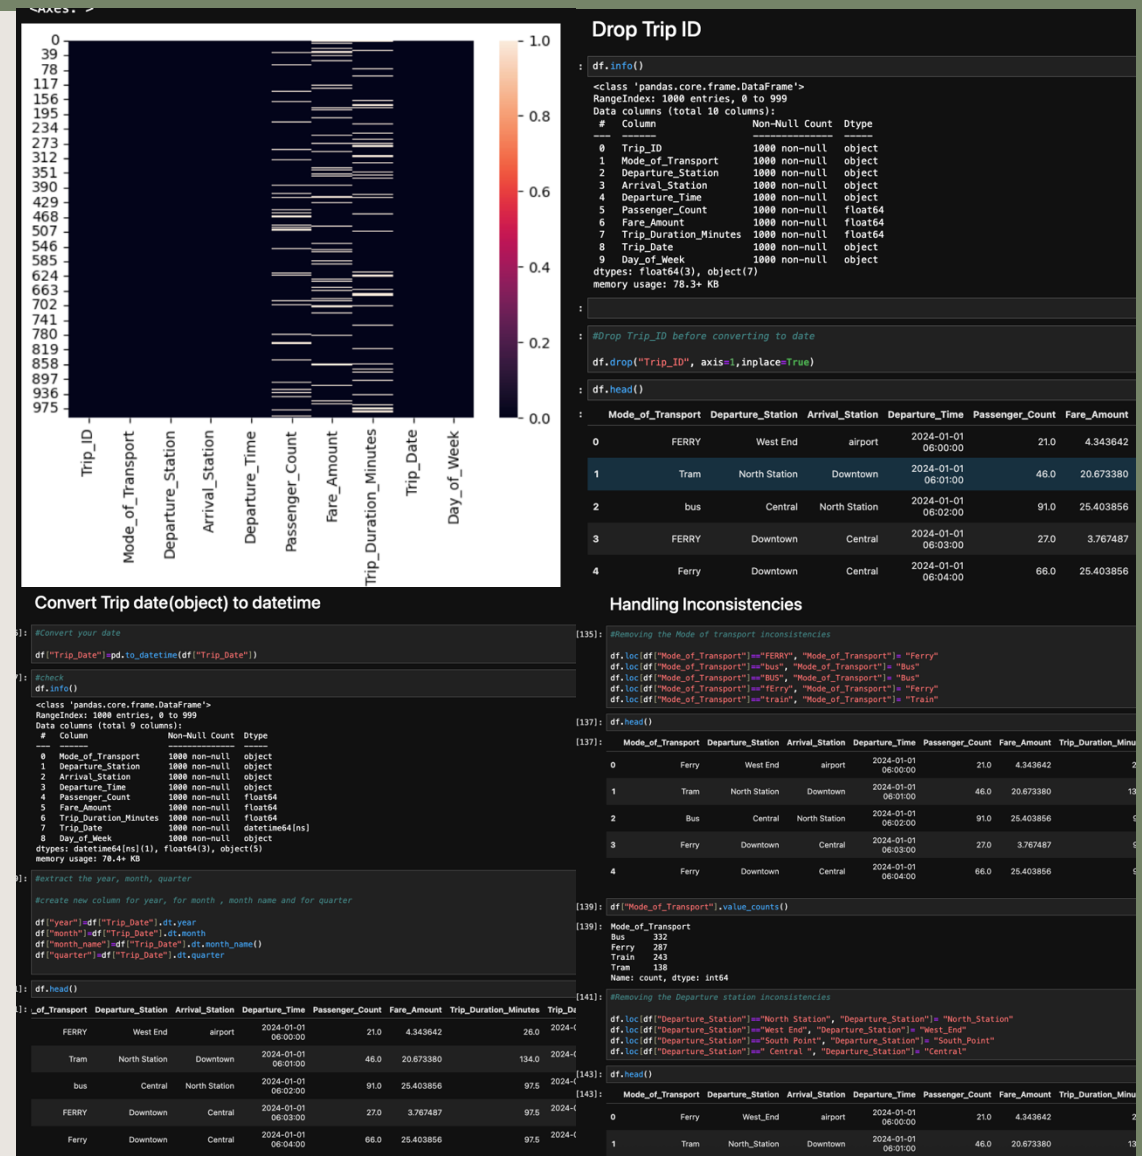 <Axes: >
0
39
78
117
156
195
234
273
312
351
390
429
468
507
546
585
624
663
702
741
780
819
858
897
936
975
1.0
0.8
0.6
0.4
0.2
0.0
Trip_ID
Mode_of_Transport
Departure_Station
Arrival_Station
Departure_Time
Passenger_Count
Fare_Amount
Trip_Duration_Minutes
Trip_Date
Day_of_Week
Drop Trip ID
: df.info()
<class 'pandas.core.frame.DataFrame'>
RangeIndex: 1000 entries, 0 to 999
Data columns (total 10 columns):
# Column Non-Null Count Dtype
--- ------ -------------- -----
0 Trip_ID 1000 non-null object
1 Mode_of_Transport 1000 non-null object
2 Departure_Station 1000 non-null object
3 Arrival_Station 1000 non-null object
4 Departure_Time 1000 non-null object
5 Passenger_Count 1000 non-null float64
6 Fare_Amount 1000 non-null float64
7 Trip_Duration_Minutes 1000 non-null float64
8 Trip_Date 1000 non-null object
9 Day_of_Week 1000 non-null object
dtypes: float64(3), object(7)
memory usage: 78.3+ KB
:
: #Drop Trip_ID before converting to date
df.drop("Trip_ID", axis=1,inplace=True)
: df.head()
: Mode_of_Transport Departure_Station Arrival_Station Departure_Time Passenger_Count Fare_Amount
0 FERRY West End airport 2024-01-01 06:00:00 21.0 4.343642
1 Tram North Station Downtown 2024-01-01 06:01:00 46.0 20.673380
2 bus Central North Station 2024-01-01 06:02:00 91.0 25.403856
3 FERRY Downtown Central 2024-01-01 06:03:00 27.0 3.767487
4 Ferry Downtown Central 2024-01-01 06:04:00 66.0 25.403856
Convert Trip date(object) to datetime
]: #Convert your date
df["Trip_Date"]=pd.to_datetime(df["Trip_Date"])
]: #check
df.info()
<class 'pandas.core.frame.DataFrame'>
RangeIndex: 1000 entries, 0 to 999
Data columns (total 9 columns):
# Column Non-Null Count Dtype
--- ------ -------------- -----
0 Mode_of_Transport 1000 non-null object
1 Departure_Station 1000 non-null object
2 Arrival_Station 1000 non-null object
3 Departure_Time 1000 non-null object
4 Passenger_Count 1000 non-null float64
5 Fare_Amount 1000 non-null float64
6 Trip_Duration_Minutes 1000 non-null float64
7 Trip_Date 1000 non-null datetime64[ns]
8 Day_of_Week 1000 non-null object
dtypes: datetime64[ns](1), float64(3), object(5)
memory usage: 70.4+ KB
]: #extract the year, month, quarter
#create new column for year, for month , month name and for quarter
df["year"]=df["Trip_Date"].dt.year
df["month"]=df["Trip_Date"].dt.month
df["month_name"]=df["Trip_Date"].dt.month_name()
df["quarter"]=df["Trip_Date"].dt.quarter
]: df.head()
]: _of_Transport Departure_Station Arrival_Station Departure_Time Passenger_Count Fare_Amount Trip_Duration_Minutes Trip_Date
FERRY West End airport 2024-01-01 06:00:00 21.0 4.343642 26.0 2024-
Tram North Station Downtown 2024-01-01 06:01:00 46.0 20.673380 134.0 2024-
bus Central North Station 2024-01-01 06:02:00 91.0 25.403856 97.5 2024-
FERRY Downtown Central 2024-01-01 06:03:00 27.0 3.767487 97.5 2024-
Ferry Downtown Central 2024-01-01 06:04:00 66.0 25.403856 97.5 2024-
Handling Inconsistencies
[135]: #Removing the Mode of transport inconsistencies
df.loc[df["Mode_of_Transport"]=="FERRY", "Mode_of_Transport"]= "Ferry"
df.loc[df["Mode_of_Transport"]=="bus", "Mode_of_Transport"]= "Bus"
df.loc[df["Mode_of_Transport"]=="BUS", "Mode_of_Transport"]= "Bus"
df.loc[df["Mode_of_Transport"]=="fErry", "Mode_of_Transport"]= "Ferry"
df.loc[df["Mode_of_Transport"]=="train", "Mode_of_Transport"]= "Train"
[137]: df.head()
[137]: Mode_of_Transport Departure_Station Arrival_Station Departure_Time Passenger_Count Fare_Amount Trip_Duration_Minu
0 Ferry West End airport 2024-01-01 06:00:00 21.0 4.343642 2
1 Tram North Station Downtown 2024-01-01 06:01:00 46.0 20.673380 13
2 Bus Central North Station 2024-01-01 06:02:00 91.0 25.403856 9
3 Ferry Downtown Central 2024-01-01 06:03:00 27.0 3.767487 9
4 Ferry Downtown Central 2024-01-01 06:04:00 66.0 25.403856 9
[139]: df["Mode_of_Transport"].value_counts()
[139]: Mode_of_Transport
Bus 332
Ferry 287
Train 243
Tram 138
Name: count, dtype: int64
[141]: #Removing the Departure station inconsistencies
df.loc[df["Departure_Station"]=="North Station", "Departure_Station"]= "North_Station"
df.loc[df["Departure_Station"]=="West End", "Departure_Station"]= "West_End"
df.loc[df["Departure_Station"]=="South Point", "Departure_Station"]= "South_Point"
df.loc[df["Departure_Station"]==" Central ", "Departure_Station"]= "Central"
[143]: df.head()
[143]: Mode_of_Transport Departure_Station Arrival_Station Departure_Time Passenger_Count Fare_Amount Trip_Duration_Minu
0 Ferry West_End airport 2024-01-01 06:00:00 21.0 4.343642 2
1 Tram North_Station Downtown 2024-01-01 06:01:00 46.0 20.673380 13